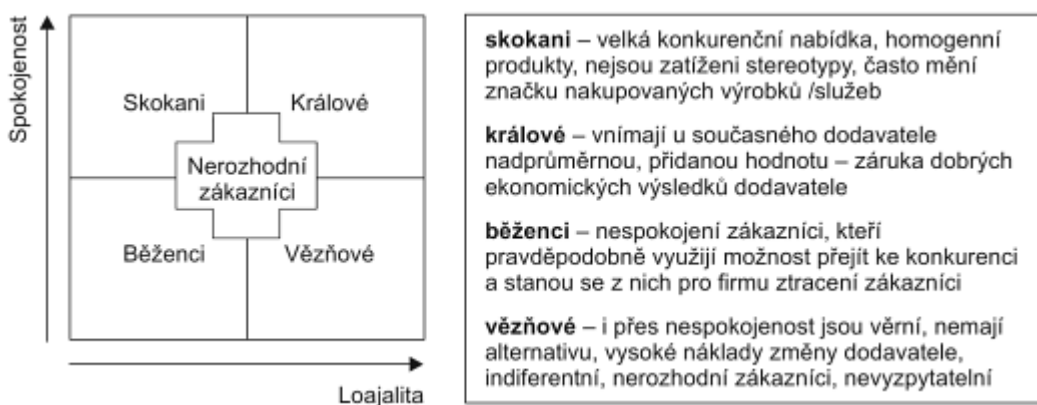 Spokojenost
Skokani
Králové
Nerozhodní
zákazníci
Běženci
Vězňové
Loajalita
skokani – velká konkurenční nabídka, homogenní
produkty, nejsou zatíženi stereotypy, často mění
značku nakupovaných výrobků /služeb
králové – vnímají u současného dodavatele
nadprůměrnou, přidanou hodnotu – záruka dobrých
ekonomických výsledků dodavatele
běženci – nespokojení zákazníci, kteří
pravděpodobně využijí možnost přejít ke konkurenci
a stanou se z nich pro firmu ztracení zákazníci
vězňové – i přes nespokojenost jsou věrní, nemají
alternativu, vysoké náklady změny dodavatele,
indiferentní, nerozhodní zákazníci, nevyzpytatelní